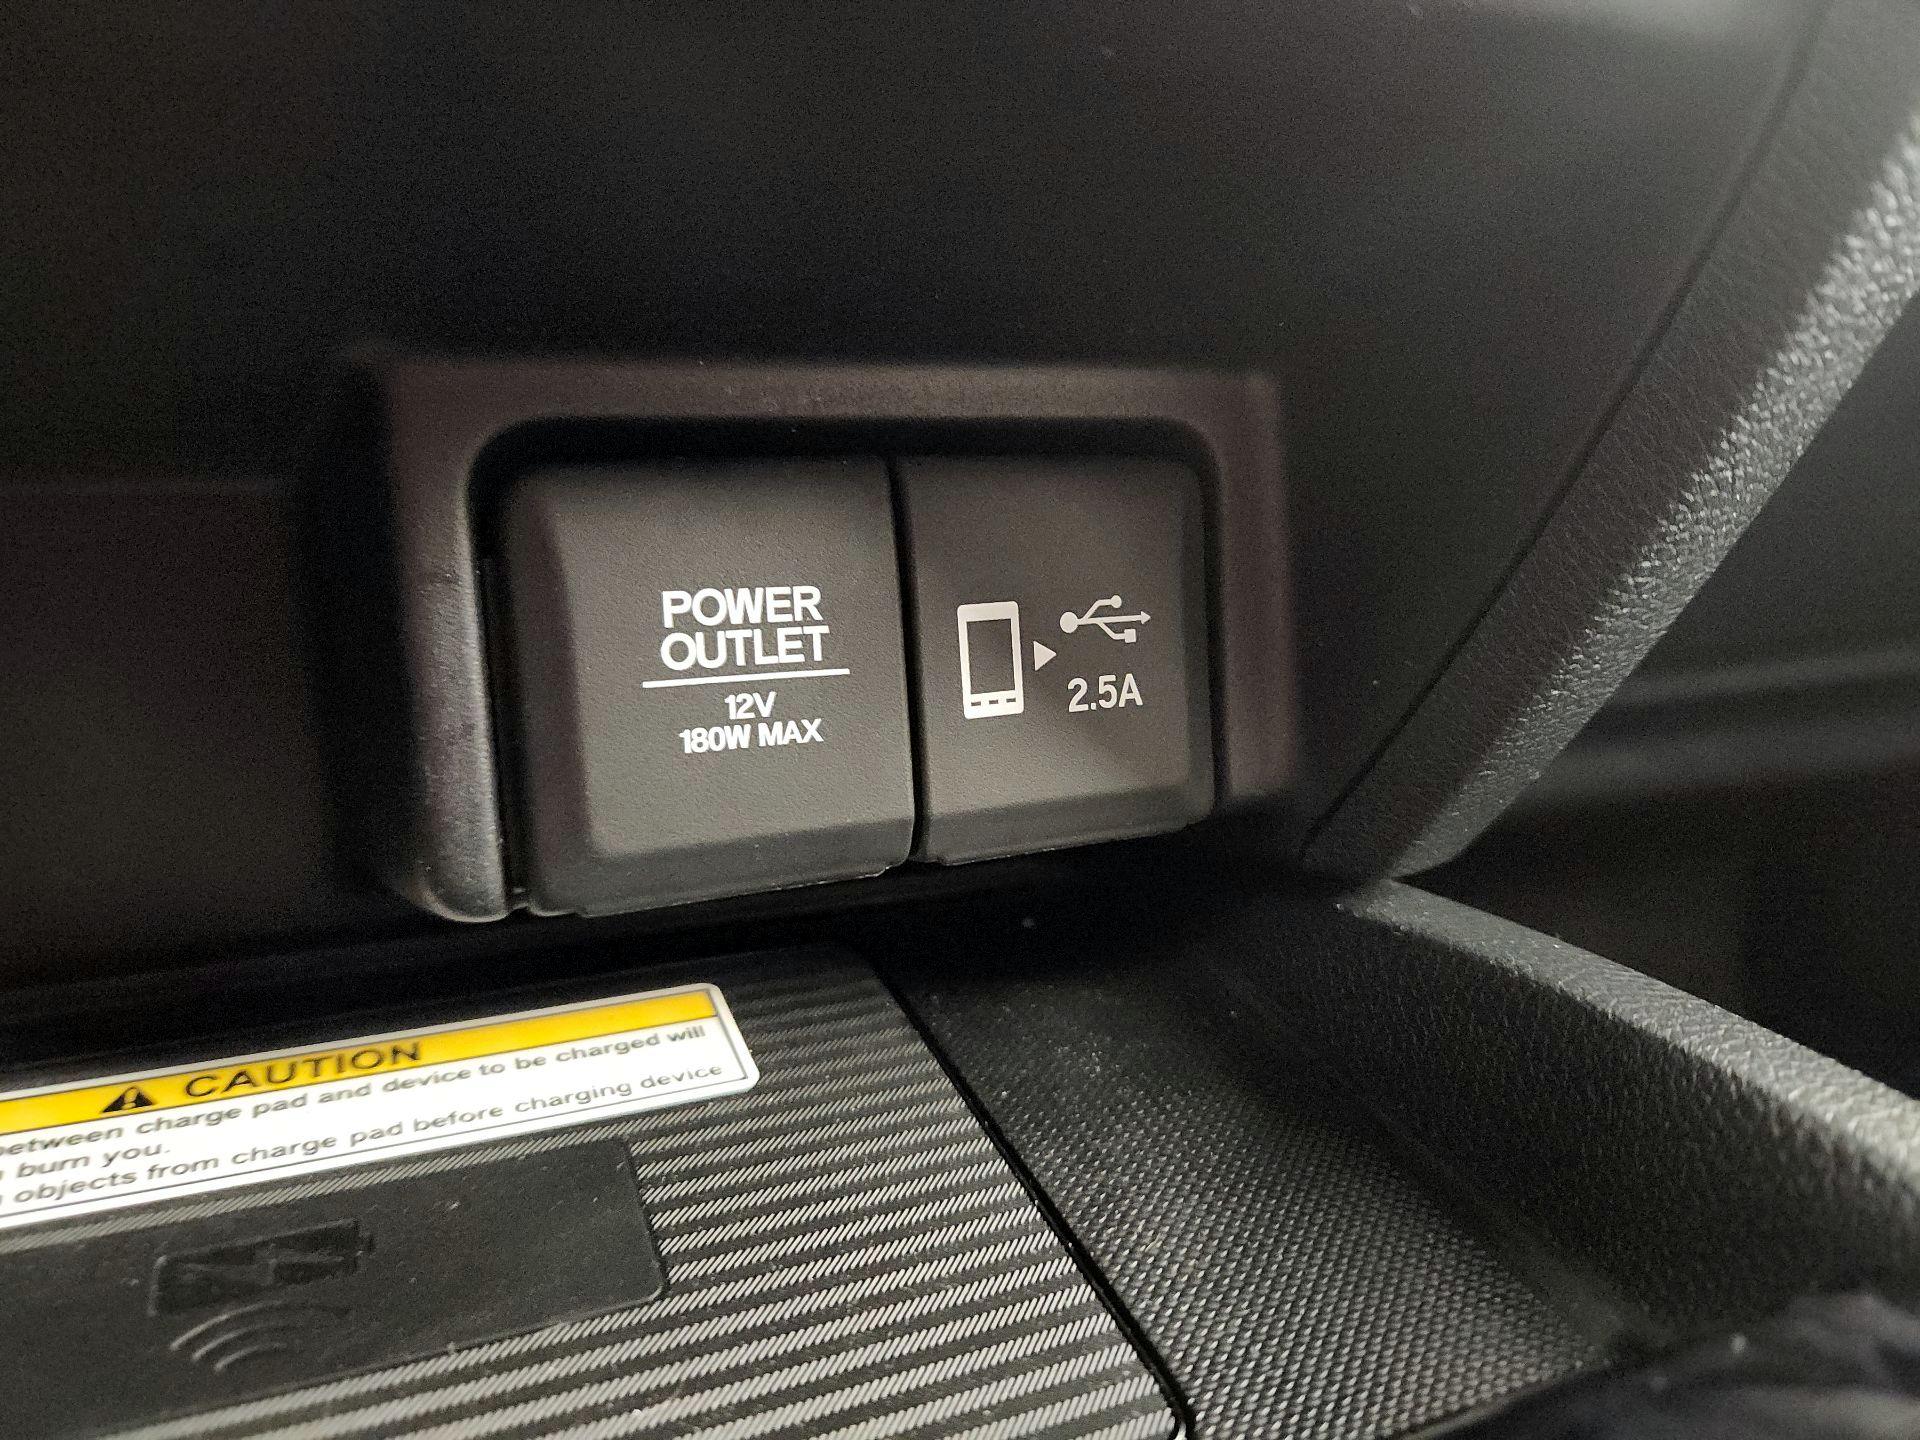 POWER
OUTLET
12V
180W MAX
2.5A
CAUTION
between charge pad and device to be charged will
burn you.
objects from charge pad before charging device